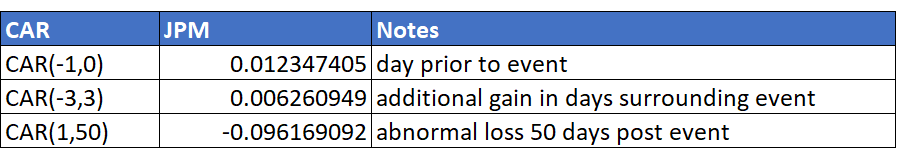 CAR JPM Notes
CAR(-1,0) 0.012347405 day prior to event
CAR(-3,3) 0.006260949 additional gain in days surrounding event
CAR(1,50) -0.096169092 abnormal loss 50 days post event